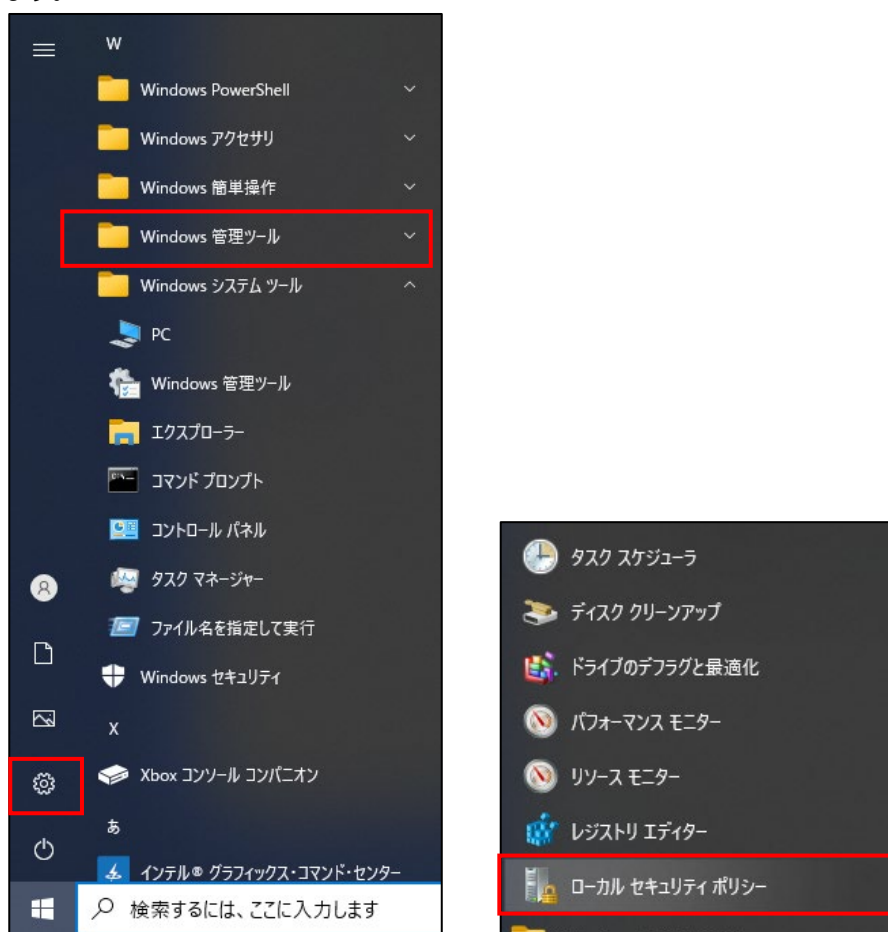 W
Windows PowerShell
Windows アクセサリ
Windows 簡単操作
Windows 管理ツール
Windows システム ツール
PC
Windows 管理ツール
エクスプローラー
コマンド プロンプト
コントロール パネル
タスク マネージャー
ファイル名を指定して実行
Windows セキュリティ
X
Xbox コンソール コンパニオン
あ
インテル® グラフィックス・コマンド・センター
検索するには、ここに入力します
タスク スケジューラ
ディスク クリーンアップ
ドライブのデフラグと最適化
パフォーマンス モニター
リソース モニター
レジストリ エディター
ローカル セキュリティ ポリシー